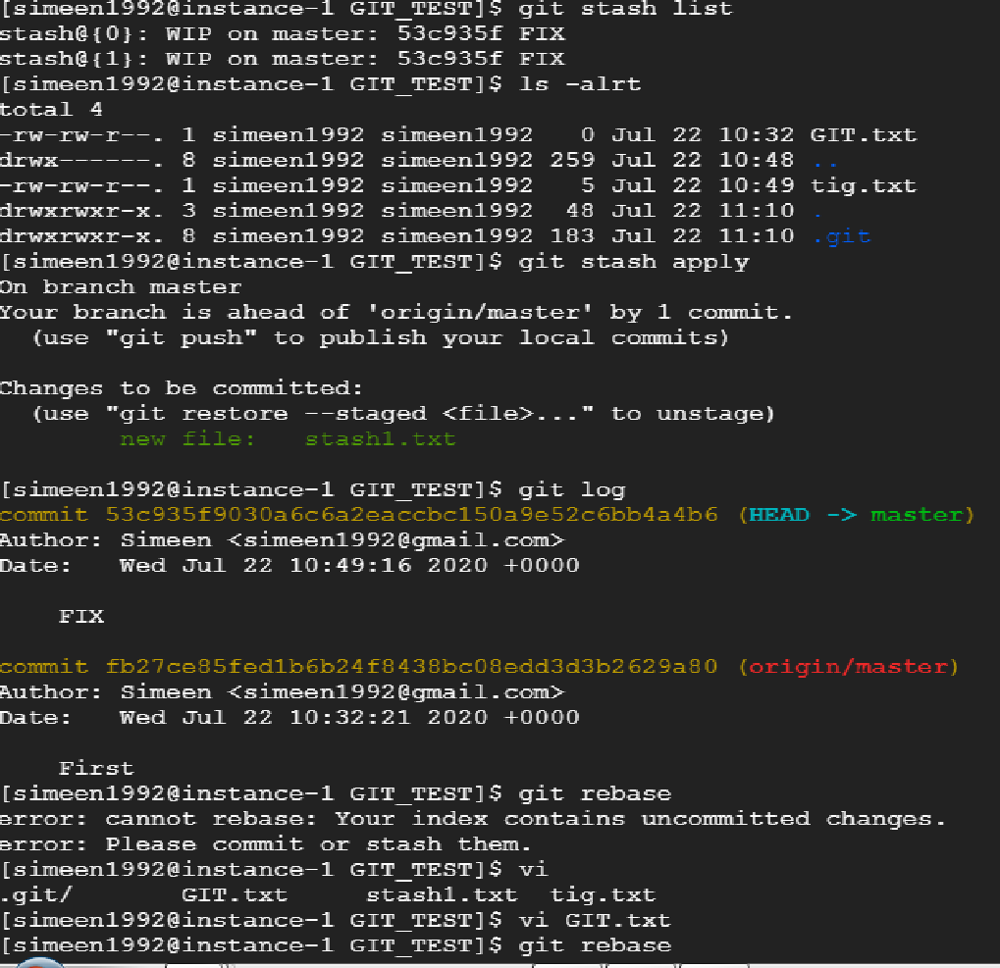 [simeen1992@instance-1 GIT_TEST]$ git stash list
stash@{0}: WIP on master: 53c935f FIX
stash@{1}: WIP on master: 53c935f FIX
[simeen1992@instance-1 GIT_TEST]$ ls -alrt
total 4
-rw-rw-r--. 1 simeen1992 simeen1992   0 Jul 22 10:32 GIT.txt
drwx------. 8 simeen1992 simeen1992 259 Jul 22 10:48 ..
-rw-rw-r--. 1 simeen1992 simeen1992   5 Jul 22 10:49 tig.txt
drwxrwxr-x. 3 simeen1992 simeen1992  48 Jul 22 11:10 .
drwxrwxr-x. 8 simeen1992 simeen1992 183 Jul 22 11:10 .git
[simeen1992@instance-1 GIT_TEST]$ git stash apply
On branch master
Your branch is ahead of 'origin/master' by 1 commit.
  (use "git push" to publish your local commits)
Changes to be committed:
  (use "git restore --staged <file>..." to unstage)
        new file:   stash1.txt
[simeen1992@instance-1 GIT_TEST]$ git log
commit 53c935f9030a6c6a2eaccbc150a9e52c6bb4a4b6 (HEAD -> master)
Author: Simeen <simeen1992@gmail.com>
Date:   Wed Jul 22 10:49:16 2020 +0000
    FIX
commit fb27ce85fed1b6b24f8438bc08edd3d3b2629a80 (origin/master)
Author: Simeen <simeen1992@gmail.com>
Date:   Wed Jul 22 10:32:21 2020 +0000
    First
[simeen1992@instance-1 GIT_TEST]$ git rebase
error: cannot rebase: Your index contains uncommitted changes.
error: Please commit or stash them.
[simeen1992@instance-1 GIT_TEST]$ vi
.git/       GIT.txt     stash1.txt  tig.txt
[simeen1992@instance-1 GIT_TEST]$ vi GIT.txt
[simeen1992@instance-1 GIT_TEST]$ git rebase